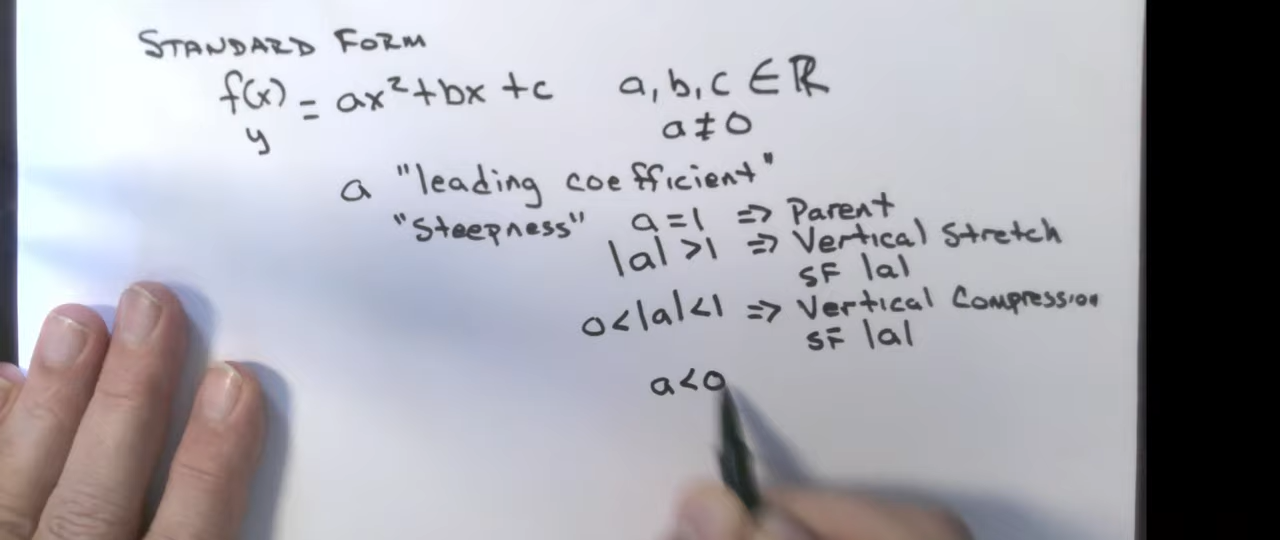 STANDARD FORM
f(x) = ax²+bx+c a, b, c ∈ ℝ
y a≠0
a "leading coefficient"
"Steepness" a=1 => Parent
|a|>1 => Vertical Stretch
SF |a|
0<|a|<1 => Vertical Compression
SF |a|
a<0